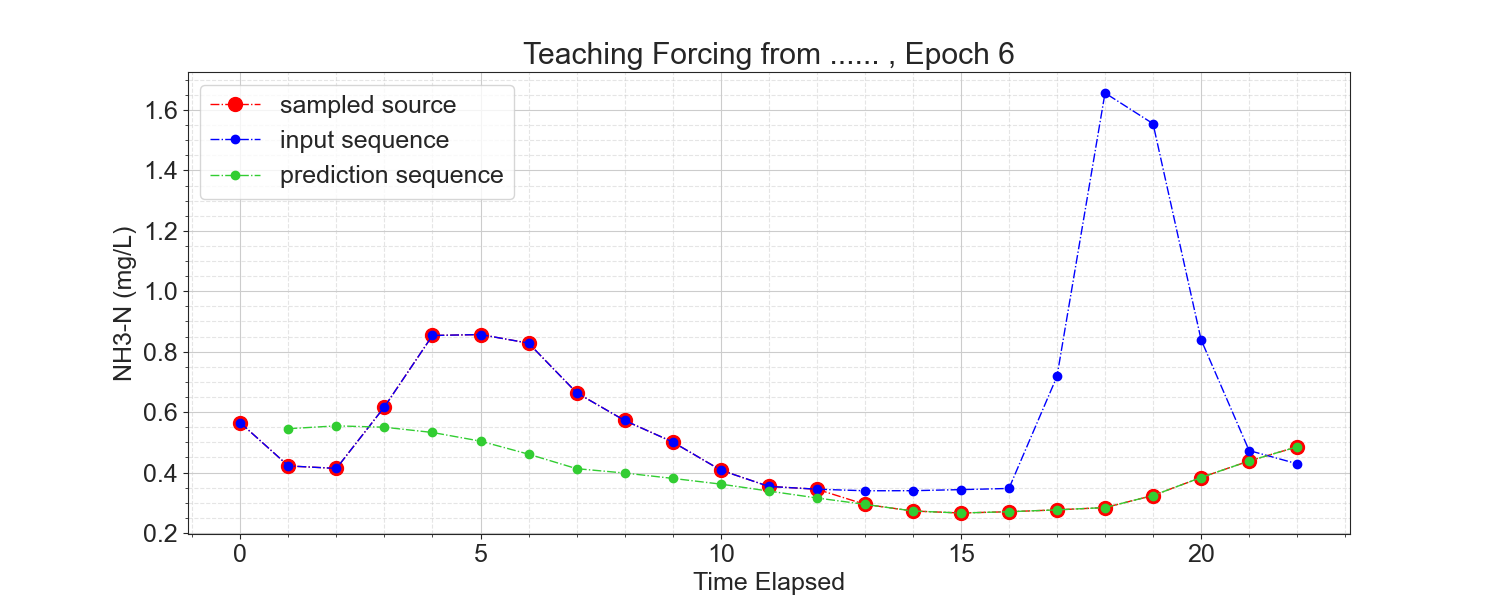 Teaching Forcing from ...... , Epoch 6
sampled source
input sequence
prediction sequence
NH3-N (mg/L)
1.6
1.4
1.2
1.0
0.8
0.6
0.4
0.2
0 5 10 15 20
Time Elapsed